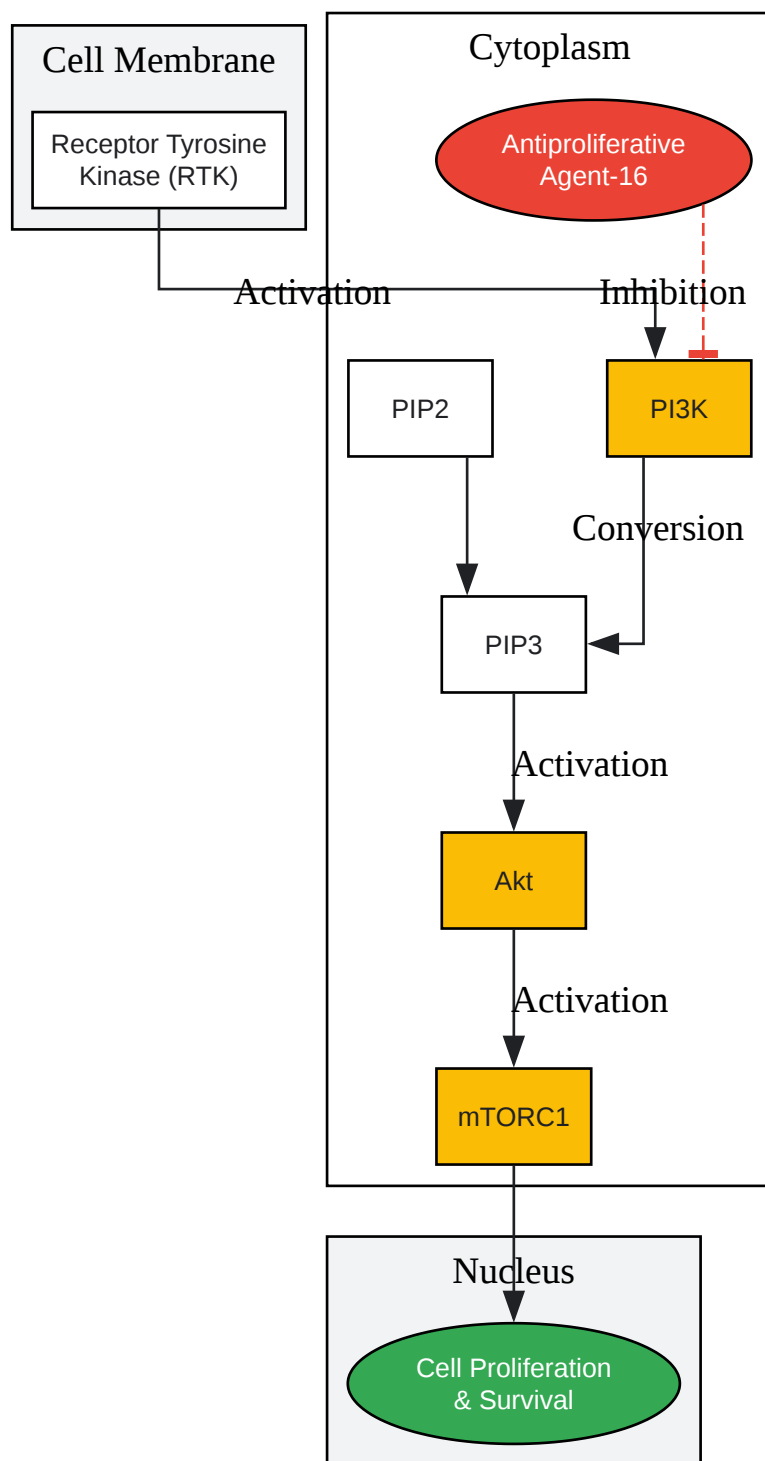 Cell Membrane
Receptor Tyrosine
Kinase (RTK)
Cytoplasm
Antiproliferative
Agent-16
Activation
Inhibition
PIP2
PI3K
Conversion
PIP3
Activation
Akt
Activation
mTORC1
Nucleus
Cell Proliferation
& Survival